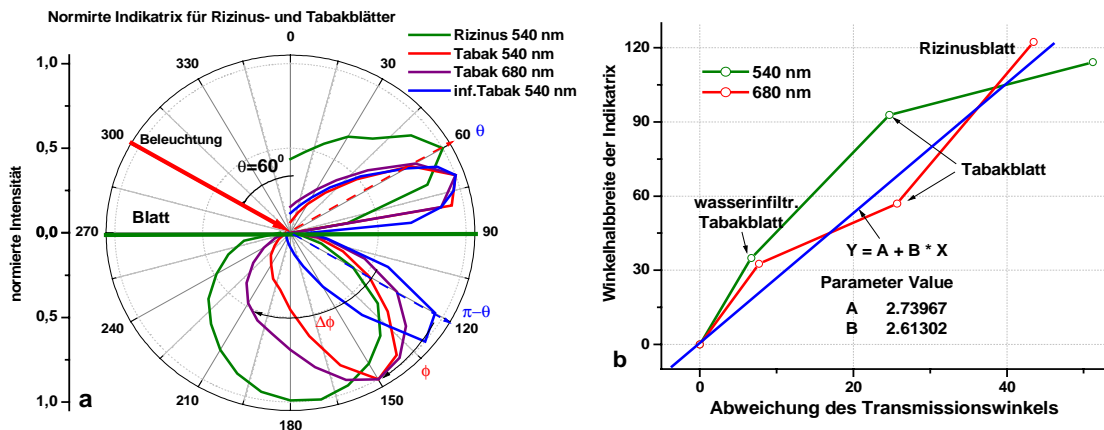 Normirte Indikatrix für Rizinus- und Tabakblätter
Rizinus 540 nm
Tabak 540 nm
Tabak 680 nm
inf.Tabak 540 nm
normierte Intensität
1,0
0,5
0,0
0,5
1,0
0
30
60
90
120
150
180
210
240
270
300
330
Beleuchtung
θ=60°
θ
Blatt
π−θ
Δϕ
ϕ
a
Winkelhalbbreite der Indikatrix
120
90
60
30
0
540 nm
680 nm
Rizinusblatt
Tabakblatt
wasserinfiltr.
Tabakblatt
Y = A + B * X
Parameter Value
A 2.73967
B 2.61302
b
0
20
40
Abweichung des Transmissionswinkels